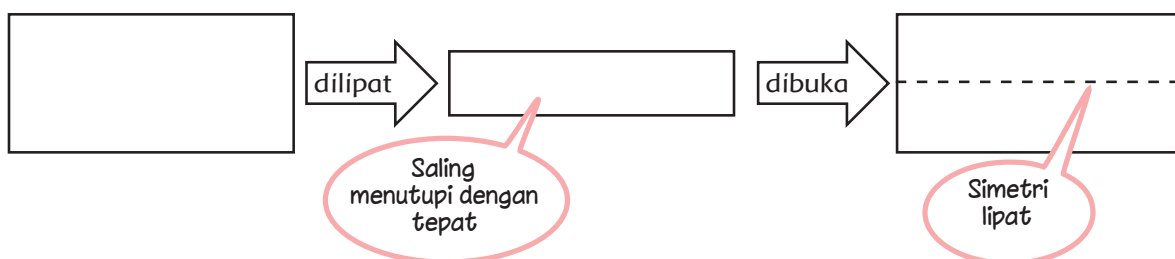 dilipat
dibuka
Saling
menutupi dengan
tepat
Simetri
lipat